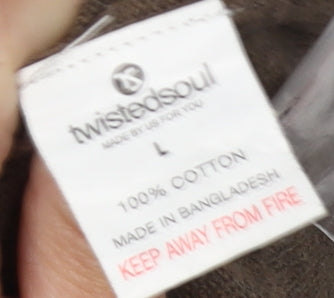 twistedsoul
MADE BY US FOR YOU
L
100% COTTON
MADE IN BANGLADESH
KEEP AWAY FROM FIRE